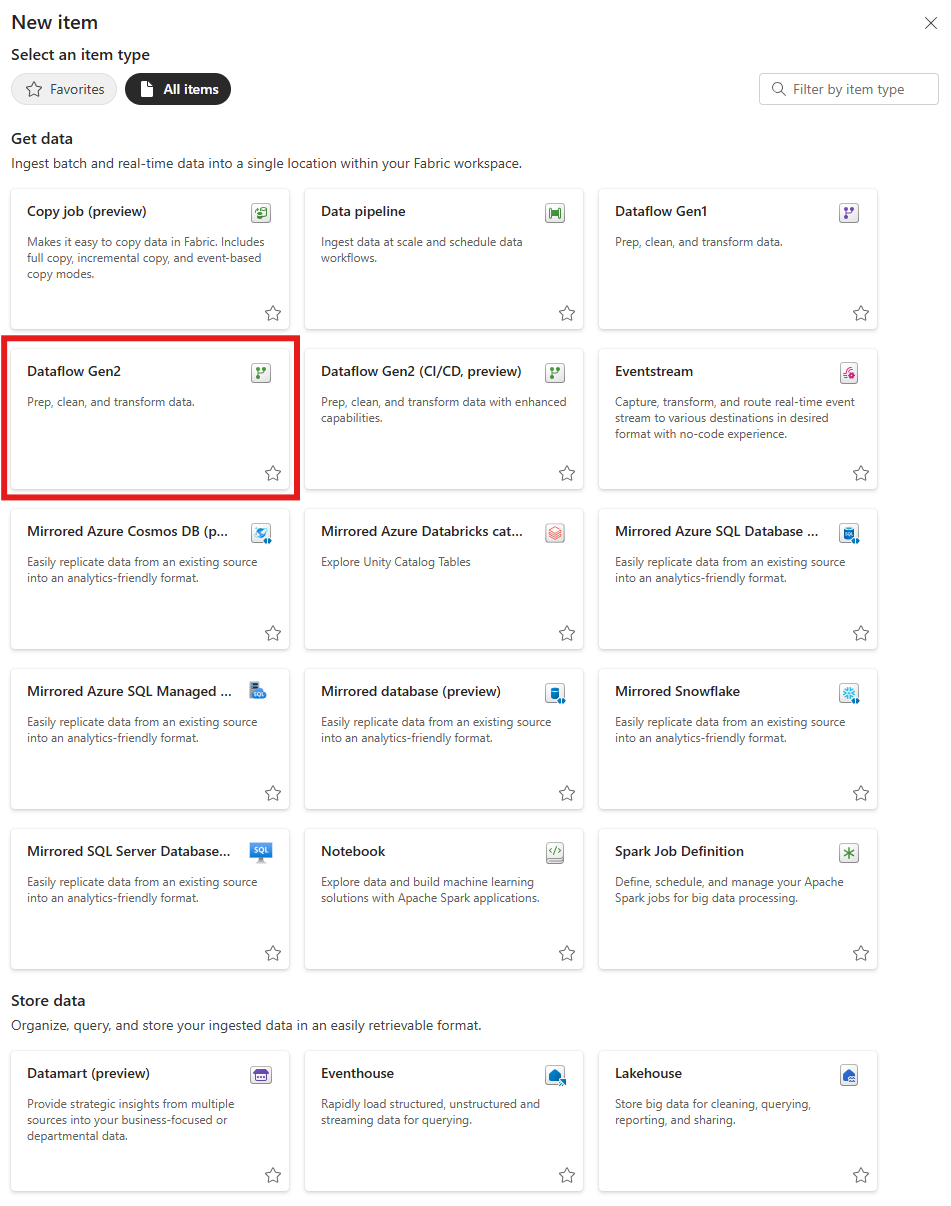 New item
Select an item type
Favorites
All items
Filter by item type
Get data
Ingest batch and real-time data into a single location within your Fabric workspace.
Copy job (preview)
Makes it easy to copy data in Fabric. Includes
full copy, incremental copy, and event-based
copy modes.
Data pipeline
Ingest data at scale and schedule data
workflows.
Dataflow Gen1
Prep, clean, and transform data.
Dataflow Gen2
Prep, clean, and transform data.
Dataflow Gen2 (CI/CD, preview)
Prep, clean, and transform data with enhanced
capabilities.
Eventstream
Capture, transform, and route real-time event
stream to various destinations in desired
format with no-code experience.
Mirrored Azure Cosmos DB (p...
Easily replicate data from an existing source
into an analytics-friendly format.
Mirrored Azure Databricks cat...
Explore Unity Catalog Tables
Mirrored Azure SQL Database ...
SQL
Easily replicate data from an existing source
into an analytics-friendly format.
Mirrored Azure SQL Managed ...
SQL
Easily replicate data from an existing source
into an analytics-friendly format.
Mirrored database (preview)
Easily replicate data from an existing source
into an analytics-friendly format.
Mirrored Snowflake
Easily replicate data from an existing source
into an analytics-friendly format.
Mirrored SQL Server Database...
SQL
Easily replicate data from an existing source
into an analytics-friendly format.
Notebook
Explore data and build machine learning
solutions with Apache Spark applications.
Spark Job Definition
Define, schedule, and manage your Apache
Spark jobs for big data processing.
Store data
Organize, query, and store your ingested data in an easily retrievable format.
Datamart (preview)
Provide strategic insights from multiple
sources into your business-focused or
departmental data.
Eventhouse
Rapidly load structured, unstructured and
streaming data for querying.
Lakehouse
Store big data for cleaning, querying,
reporting, and sharing.